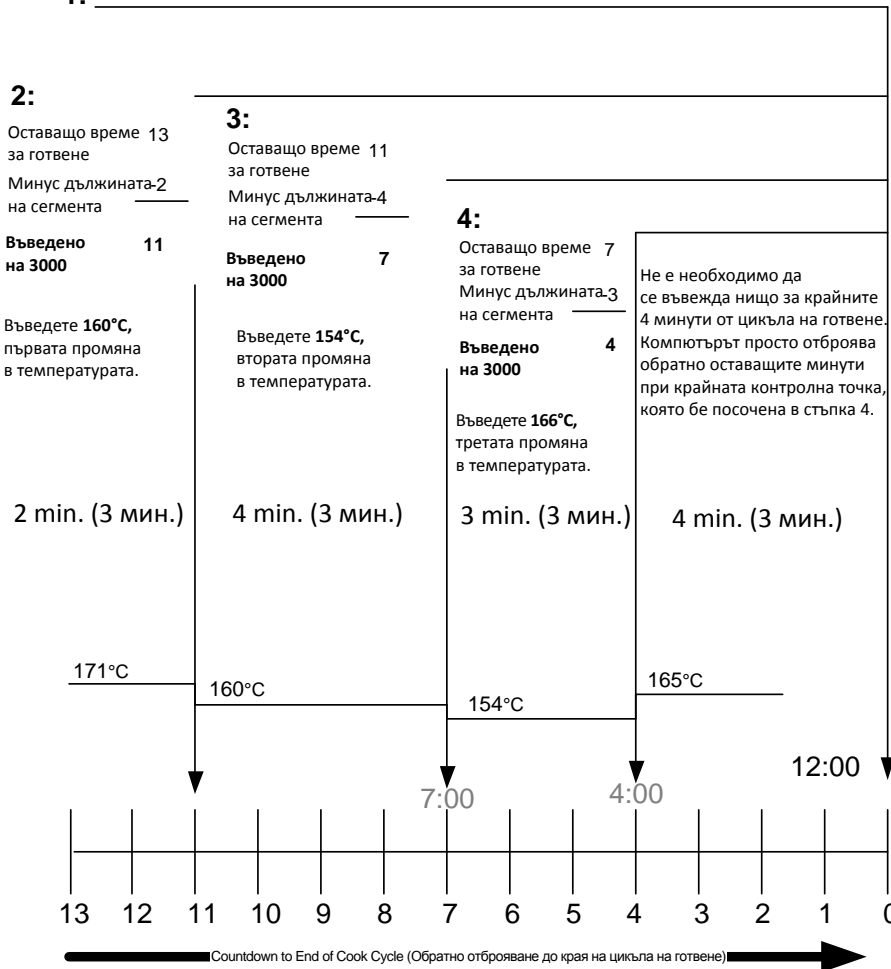 1:
2:
Оставащо време 13
за готвене
Минус дължината-2
на сегмента
Въведено 11
на 3000
Въведете 160°C,
първата промяна
в температурата.
3:
Оставащо време 11
за готвене
Минус дължината-4
на сегмента
Въведено 7
на 3000
Въведете 154°C,
втората промяна
в температурата.
4:
Оставащо време 7
за готвене
Минус дължината-3
на сегмента
Въведено 4
на 3000
Въведете 166°C,
третата промяна
в температурата.
Не е необходимо да
се въвежда нищо за крайните
4 минути от цикъла на готвене.
Компютърът просто отброява
обратно оставащите минути
при крайната контролна точка,
която бе посочена в стъпка 4.
2 min. (3 мин.) 4 min. (3 мин.) 3 min. (3 мин.) 4 min. (3 мин.)
171°C 160°C 154°C 165°C
7:00 4:00 12:00
13 12 11 10 9 8 7 6 5 4 3 2 1 0
Countdown to End of Cook Cycle (Обратно отброяване до края на цикъла на готвене)